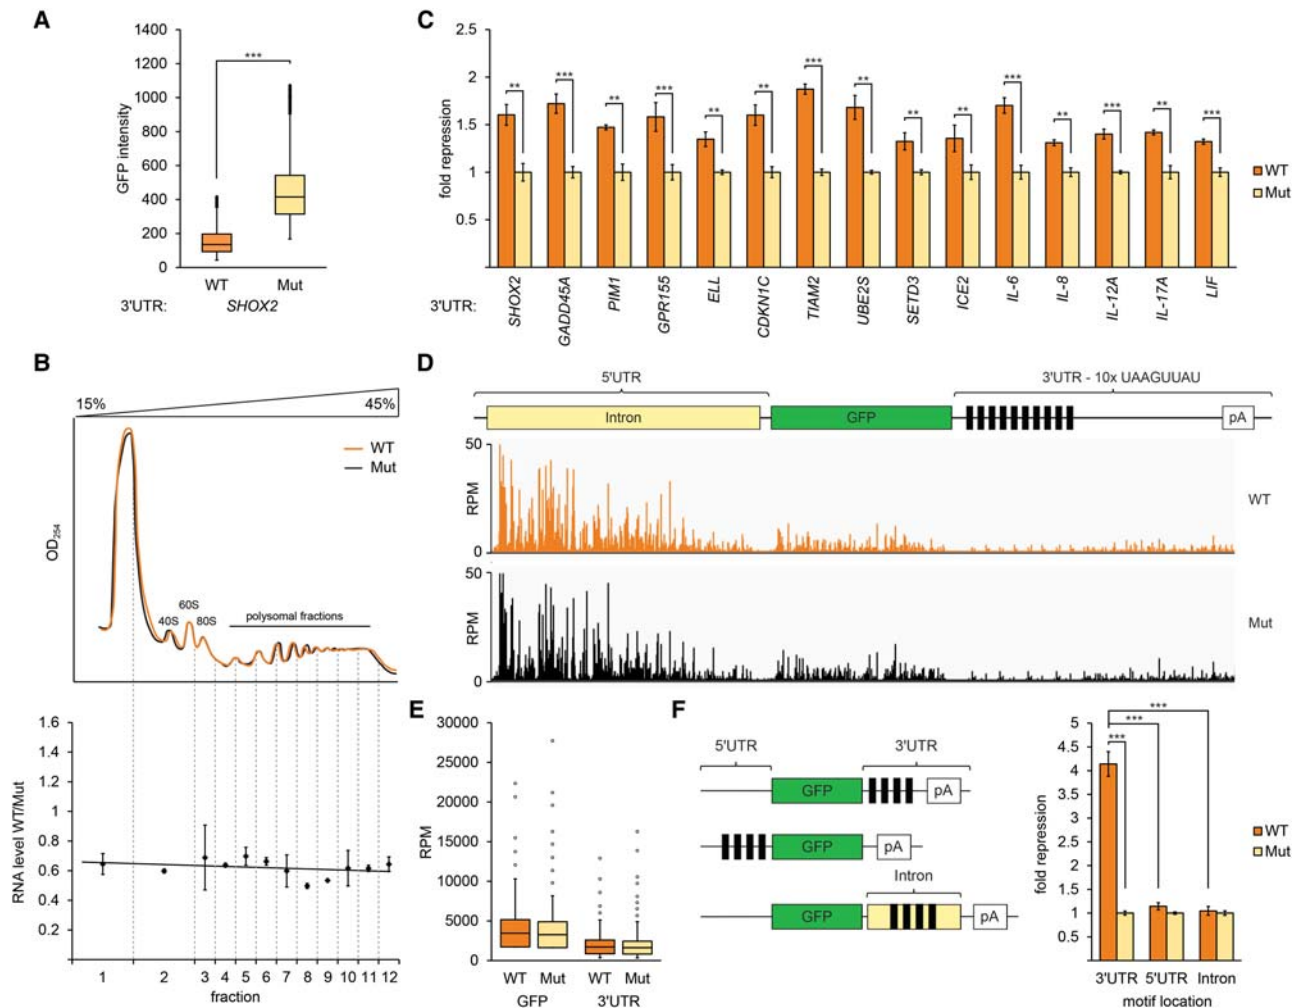 A
GFP intensity
1400
1200
1000
800
600
400
200
0
***
WT Mut
3'UTR: SHOX2
C
fold repression
2.5
2
1.5
1
0.5
** *** ** *** ** ** *** ** ** ** *** ** *** ** ***
WT
Mut
3'UTR: SHOX2 GADD45A PIM1 GPR155 ELL CDKN1C TIAM2 UBE2S SETD3 ICE2 IL-6 IL-8 IL-12A IL-17A LIF
B
15% 45%
WT
Mut
OD254
40S 60S 80S
polysomal fractions
RNA level WT/Mut
1.6
1.4
1.2
1
0.8
0.6
0.4
0.2
1 2 3 4 5 6 7 8 9 10 11 12
fraction
D
5'UTR 3'UTR - 10x UAAGUUAU
Intron GFP pA
50
RPM
0
WT
50
RPM
0
Mut
E
RPM
30000
25000
20000
15000
10000
5000
0
WT Mut WT Mut
GFP 3'UTR
F
5'UTR 3'UTR
GFP pA
GFP pA
Intron
GFP pA
fold repression
5
4.5
4
3.5
3
2.5
2
1.5
1
0.5
***
***
***
WT
Mut
3'UTR 5'UTR Intron
motif location